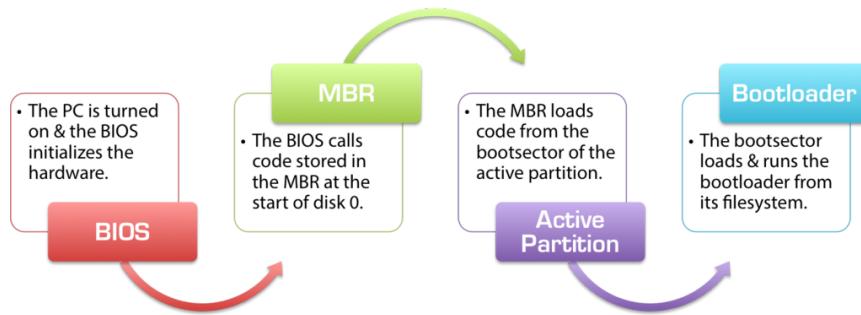 • The PC is turned
on & the BIOS
initializes the
hardware.
BIOS
MBR
• The BIOS calls
code stored in
the MBR at the
start of disk 0.
• The MBR loads
code from the
bootsector of the
active partition.
Active
Partition
Bootloader
• The bootsector
loads & runs the
bootloader from
its filesystem.